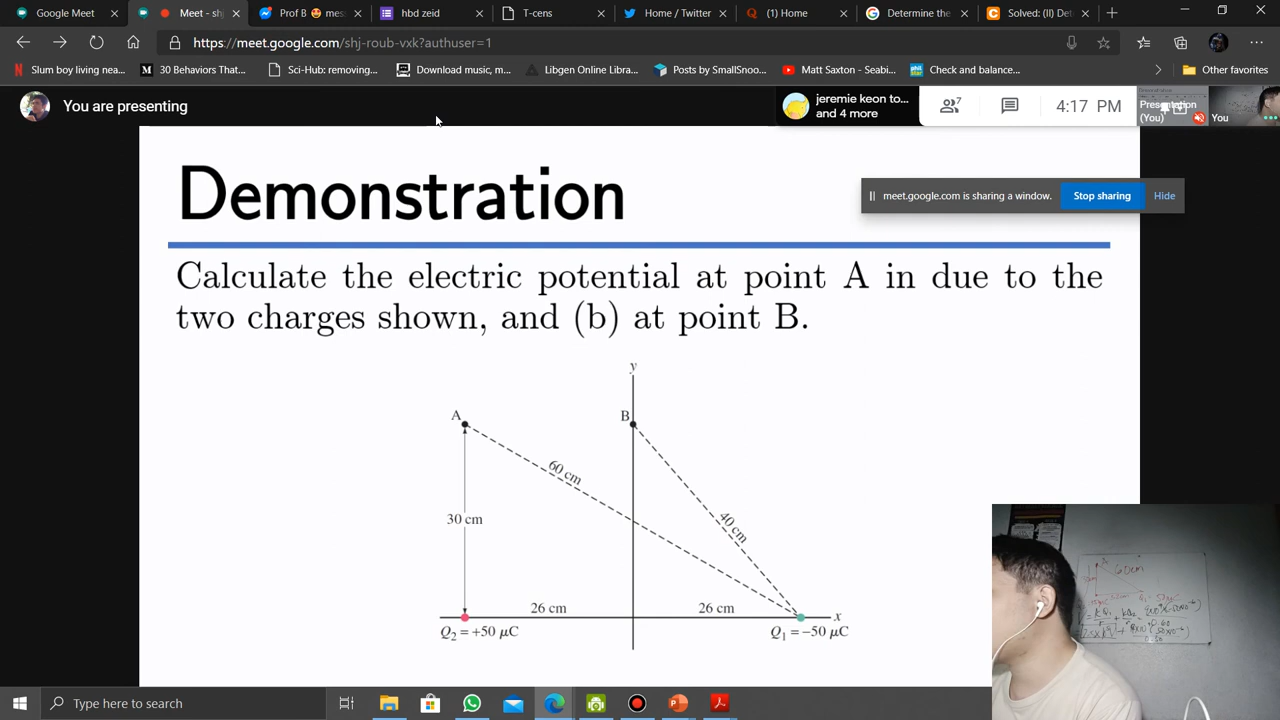 Google Meet
Meet - shj
Prof B 🤩 mes
hbd zeid
T-cens
Home / Twitter
(1) Home
Determine the
Solved: (II) Det
https://meet.google.com/shj-roub-vxk?authuser=1
Slum boy living nea...
30 Behaviors That...
Sci-Hub: removing...
Download music, m...
Libgen Online Libra...
Posts by SmallSnoo...
Matt Saxton - Seabi...
Check and balance...
Other favorites
You are presenting
jeremie keon to...
and 4 more
7
4:17 PM
Presentation
(You)
You
Demonstration
meet.google.com is sharing a window.
Stop sharing
Hide
Calculate the electric potential at point A in due to the
two charges shown, and (b) at point B.
y
A
B
60 cm
30 cm
40 cm
26 cm
26 cm
x
Q₂ = +50 μC
Q₁ = −50 μC
60cm
Type here to search